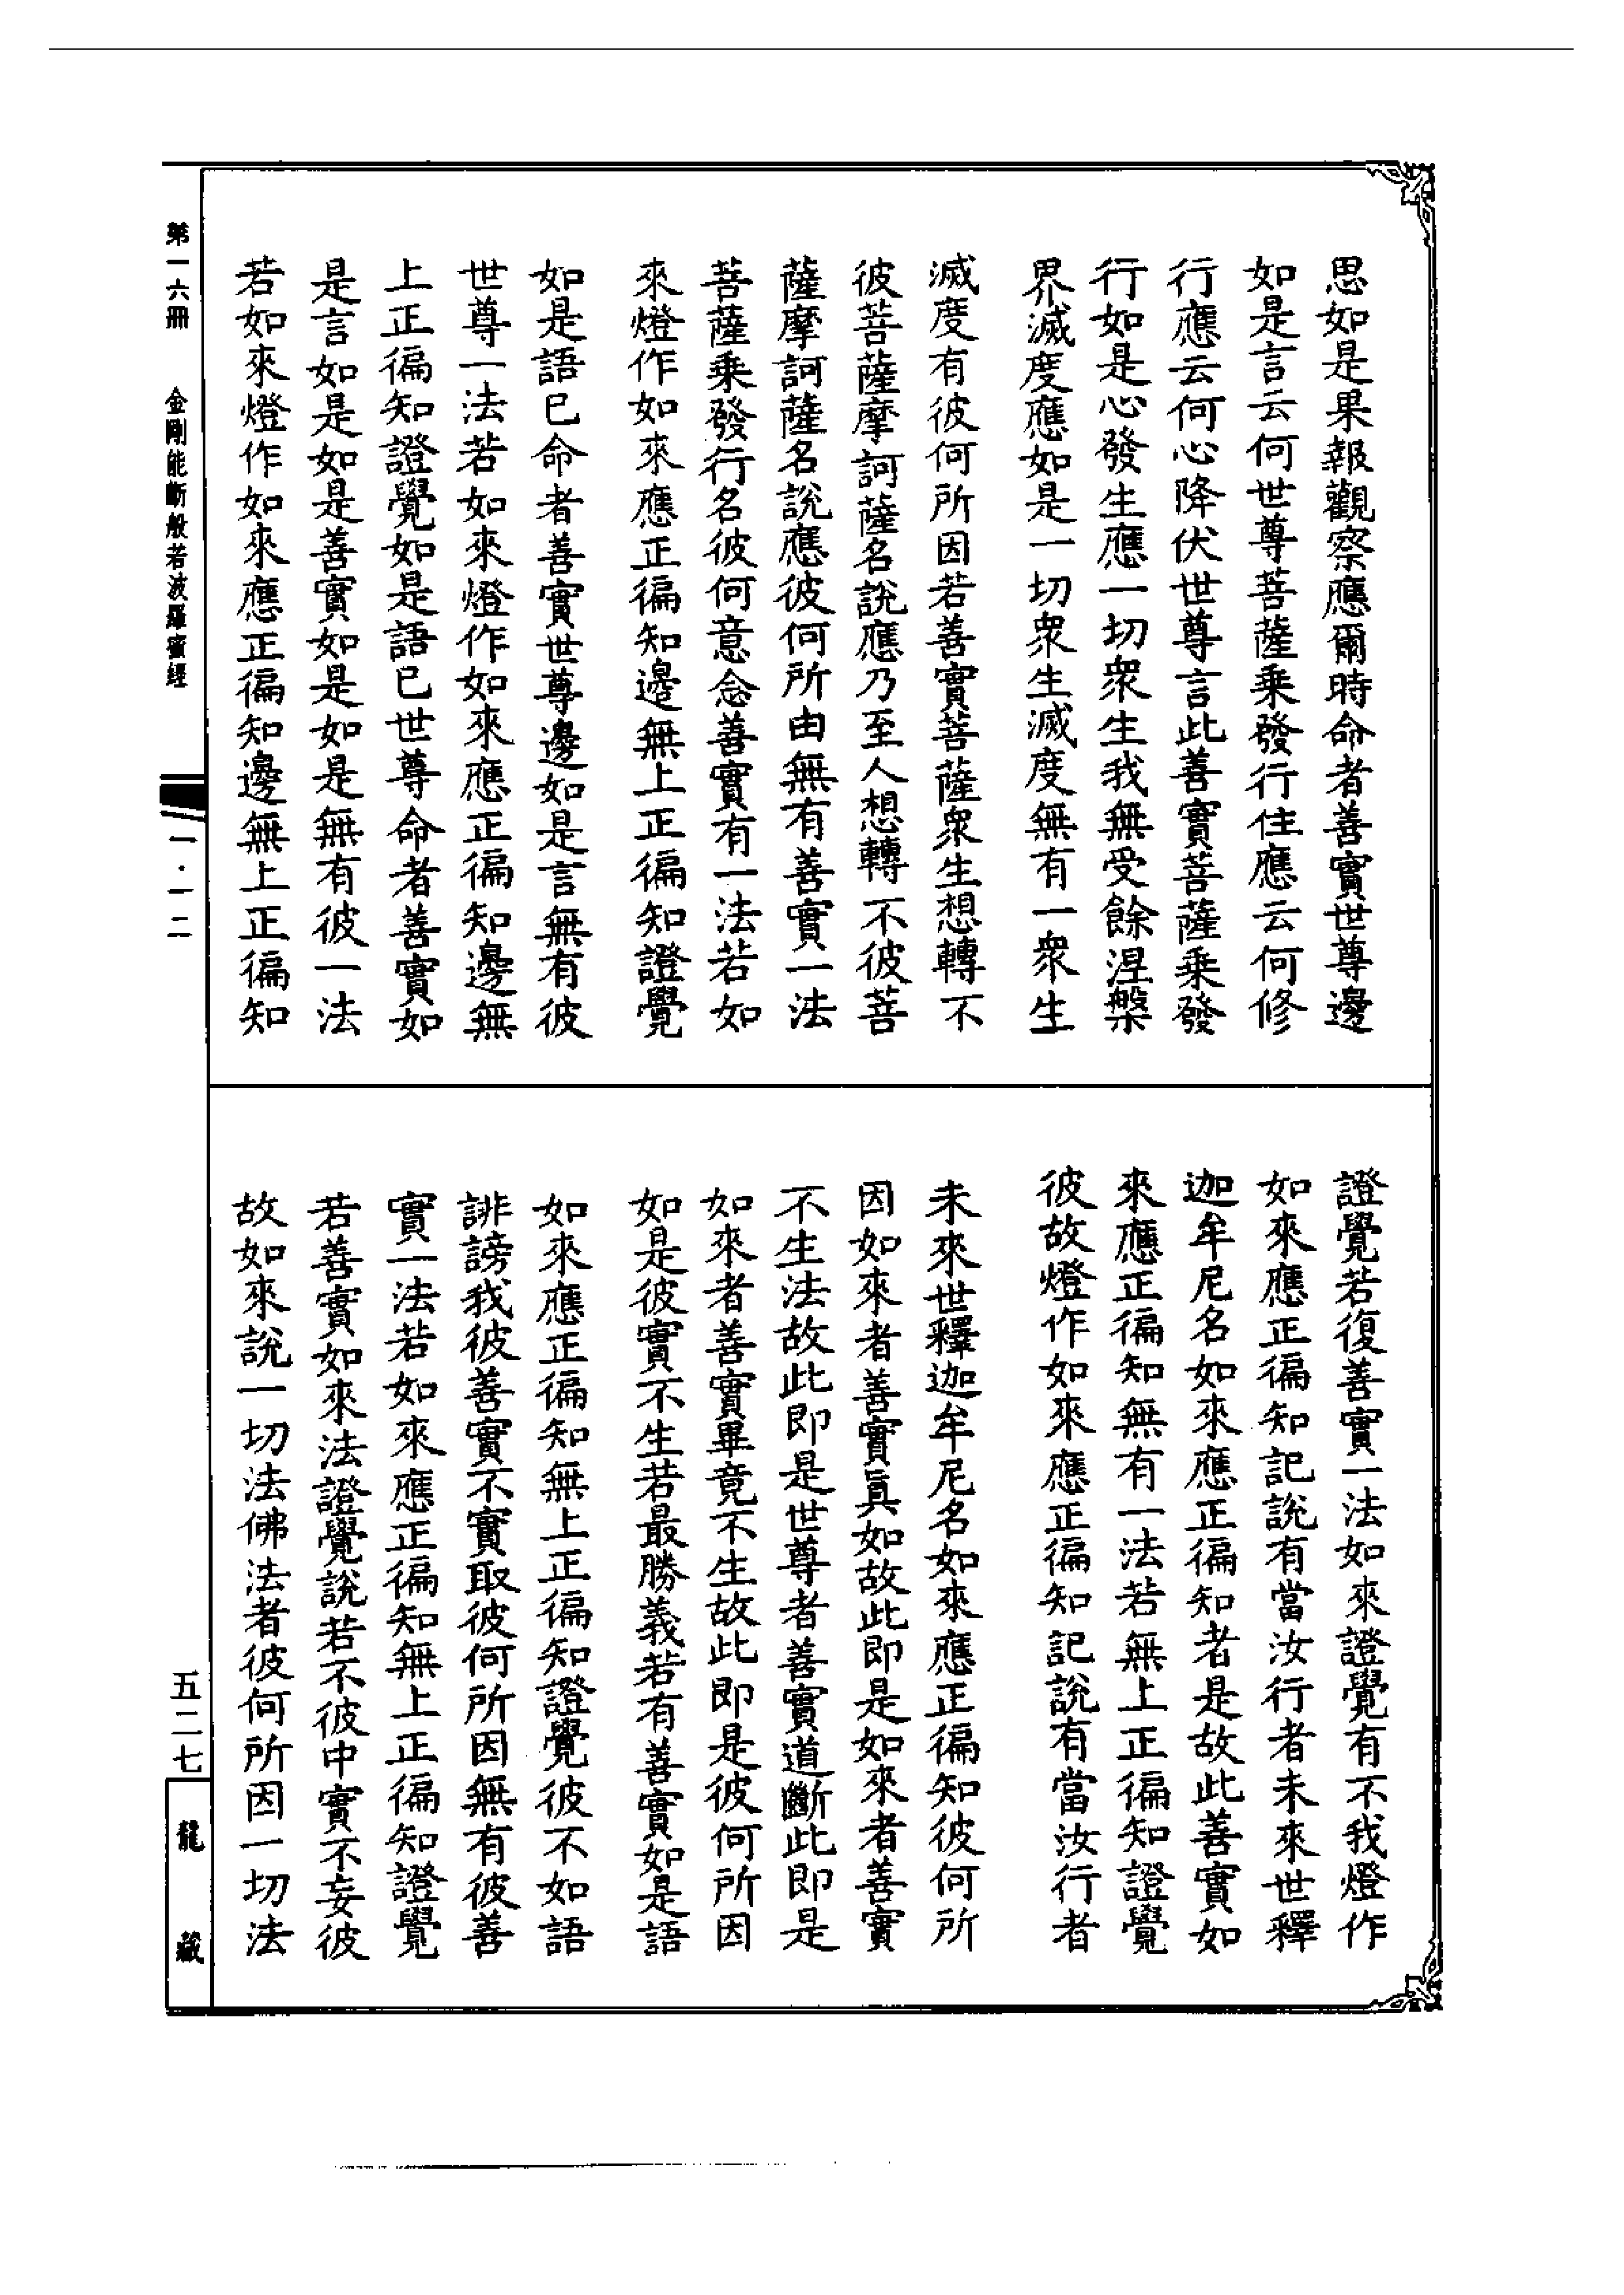 思如是果報觀察應爾時命者善實世尊邊
如是言云何世尊菩薩乘發行住應云何修
行應云何心降伏世尊言此善實菩薩乘發
行如是心發生應一切衆生我無受餘涅槃
界滅度應如是一切衆生滅度無有一衆生
滅度有彼何所因若善實菩薩衆生想轉不
彼菩薩摩訶薩名說應乃至人想轉不彼菩
薩摩訶薩名說應彼何所由無有善實一法
菩薩乘發行名彼何意念善實有一法若如
來燈作如來應正徧知邊無上正徧知證覺
如是語已命者善實世尊邊如是言無有彼
世尊一法若如來燈作如來應正徧知邊無
上正徧知證覺如是語已世尊命者善實如
是言如是如是善實如是如是無有彼一法
若如來燈作如來應正徧知邊無上正徧知
證覺若復善實一法如來證覺有不我燈作
如來應正徧知記說有當汝行者未來世釋
迦牟尼名如來應正徧知者是故此善實如
來應正徧知無有一法若無上正徧知證覺
彼故燈作如來應正徧知記說有當汝行者
未來世釋迦牟尼名如來應正徧知彼何所
因如來者善實眞如故此即是如來者善實
不生法故此即是世尊者善實道斷此即是
如來者善實畢竟不生故此即是彼何所因
如是彼實不生若最勝義若有善實如是語
如來應正徧知無上正徧知證覺彼不如語
誹謗我彼善實不實取彼何所因無有彼善
實一法若如來應正徧知無上正徧知證覺
若善實如來法證覺說若不彼中實不妄彼
故如來說一切法佛法者彼何所因一切法
第一六冊 金剛能斷般若波羅蜜經
一·一二
五二七
龍藏